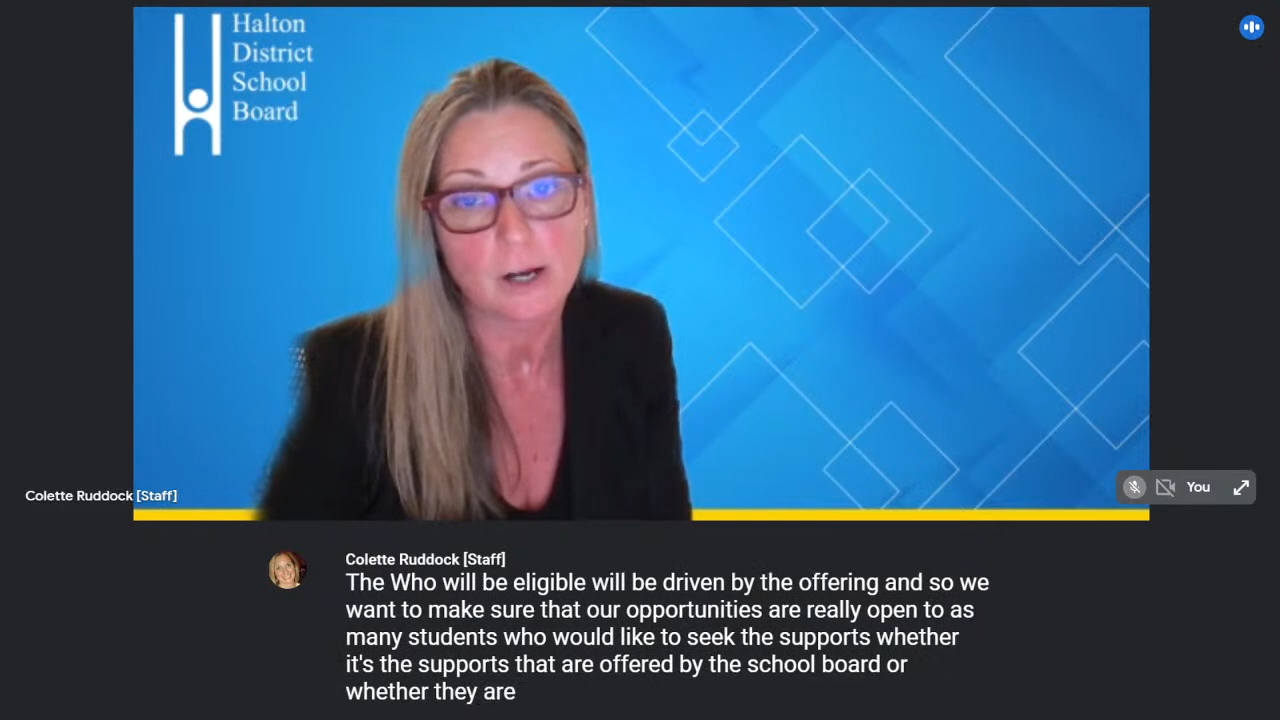 Halton
District
School
Board
Colette Ruddock [Staff]
You
Colette Ruddock [Staff]
The Who will be eligible will be driven by the offering and so we
want to make sure that our opportunities are really open to as
many students who would like to seek the supports whether
it's the supports that are offered by the school board or
whether they are